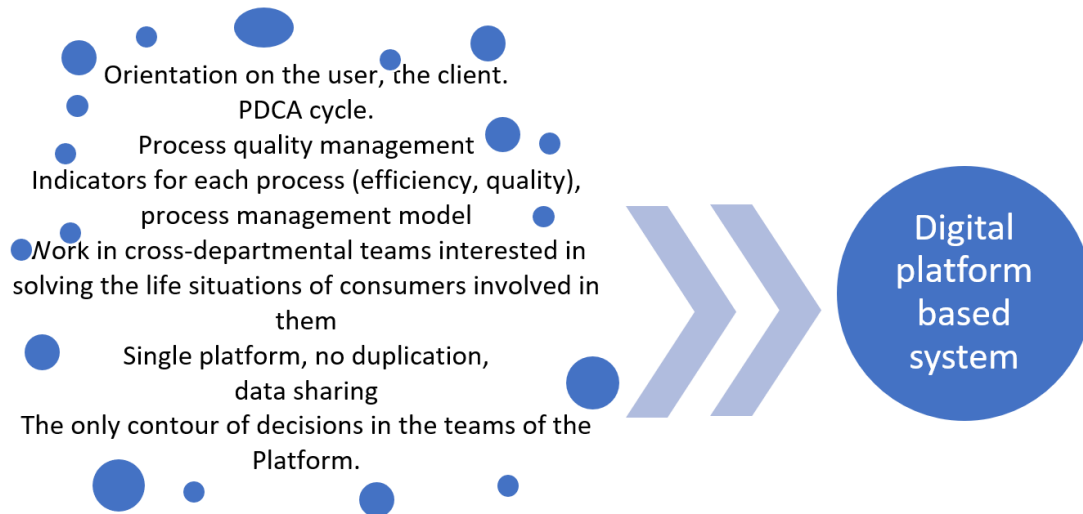 Orientation on the user, the client.
PDCA cycle.
Process quality management
Indicators for each process (efficiency, quality),
process management model
Work in cross-departmental teams interested in
solving the life situations of consumers involved in
them
Single platform, no duplication,
data sharing
The only contour of decisions in the teams of the
Platform.
Digital
platform
based
system